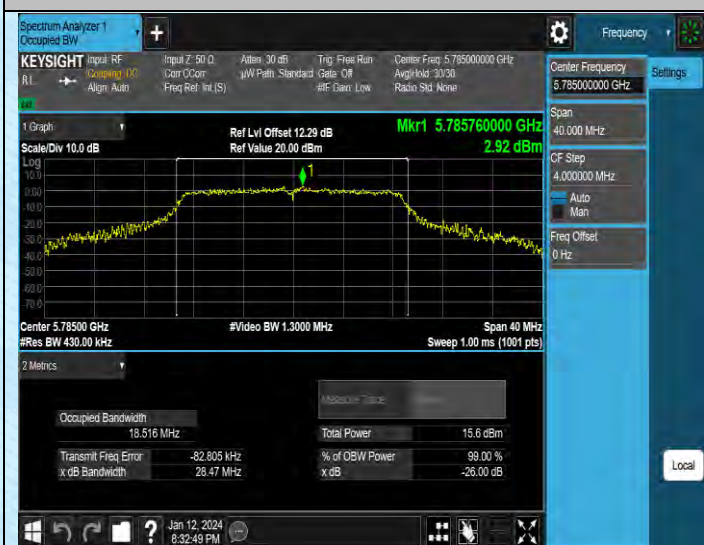 Spectrum Analyzer 1
Occupied BW
+
Frequency
KEYSIGHT
Input: RF
Coupling: DC
Align: Auto
Input Z: 50 Ω
Corr CCorr
Freq Ref: Int (S)
Atten: 30 dB
µW Path: Standard
Trig: Free Run
Gate: Off
#IF Gain: Low
Center Freq: 5.785000000 GHz
Avg|Hold: 30/30
Radio Std: None
Center Frequency
5.785000000 GHz
Settings
Span
40.000 MHz
CF Step
4.000000 MHz
Auto
Man
Freq Offset
0 Hz
1 Graph
Scale/Div 10.0 dB
Ref Lvl Offset 12.29 dB
Ref Value 20.00 dBm
Mkr1 5.785760000 GHz
2.92 dBm
Log
10.0
0.00
-10.0
-20.0
-30.0
-40.0
-50.0
-60.0
-70.0
1
Center 5.78500 GHz
#Res BW 430.00 kHz
#Video BW 1.3000 MHz
Span 40 MHz
Sweep 1.00 ms (1001 pts)
2 Metrics
Measure Trace
Occupied Bandwidth
18.516 MHz
Total Power 15.6 dBm
Transmit Freq Error -82.805 kHz
% of OBW Power 99.00 %
x dB Bandwidth 28.47 MHz
x dB -26.00 dB
Local
?
Jan 12, 2024
8:32:49 PM